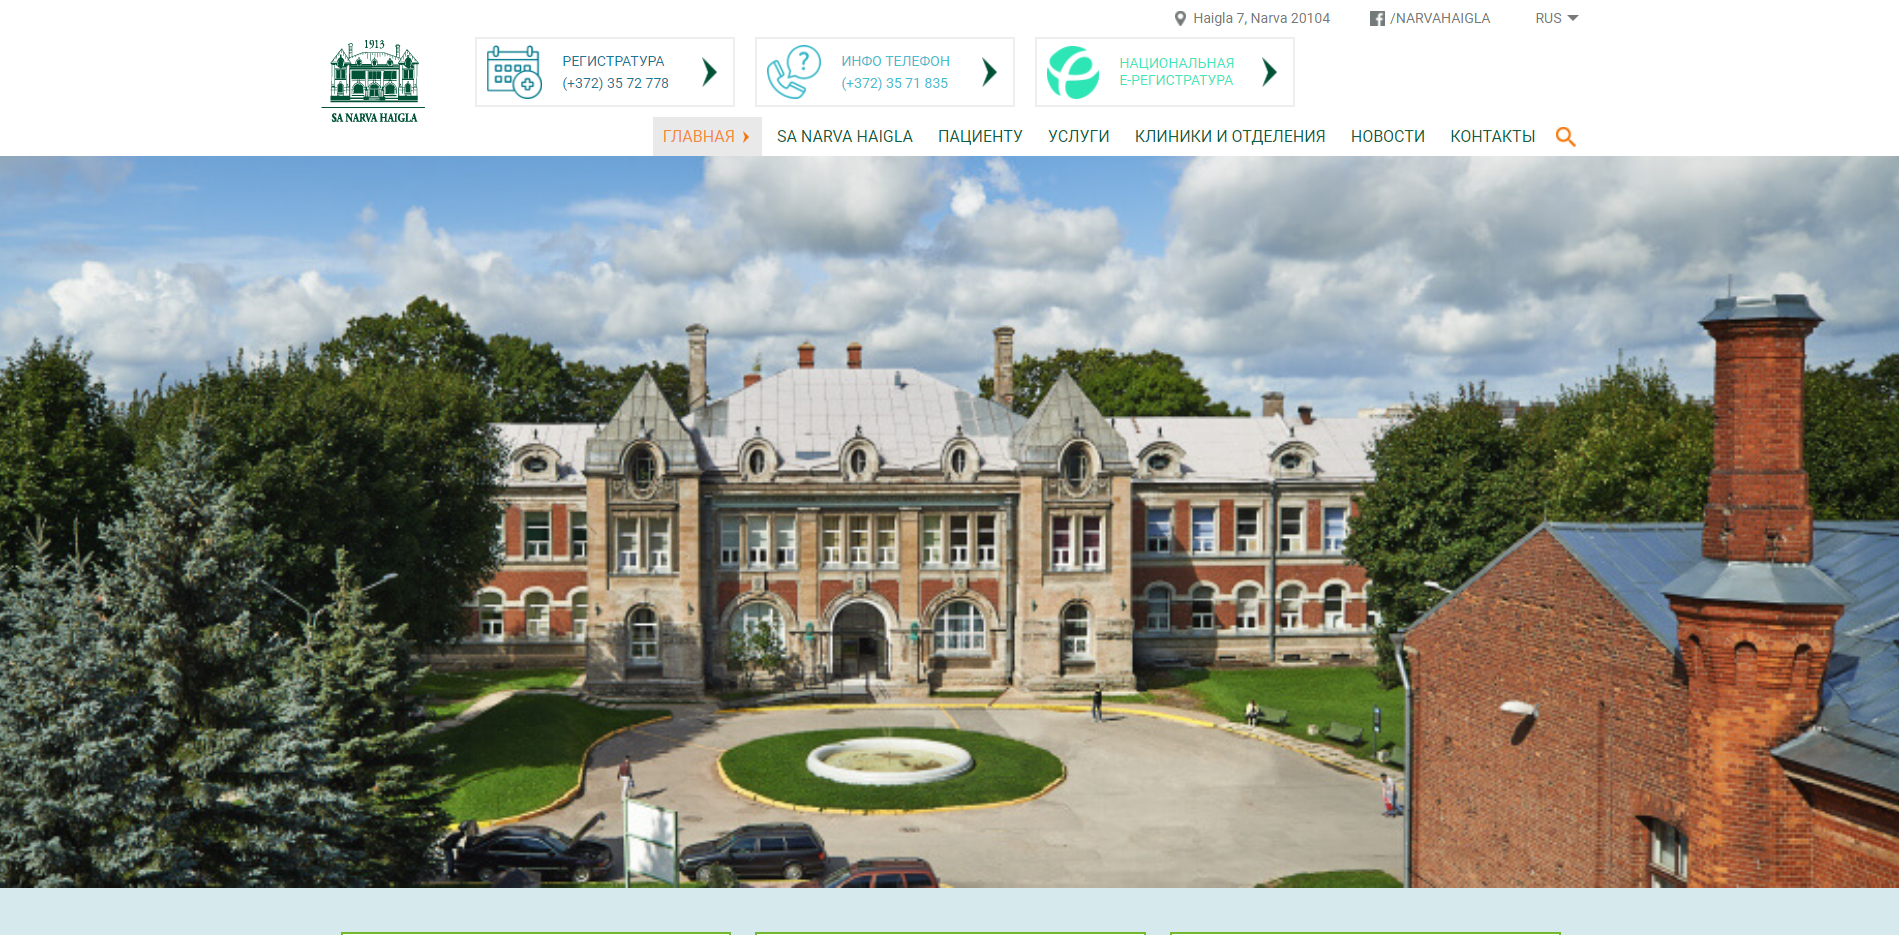 Haigla 7, Narva 20104
/NARVAHAIGLA
RUS
1913
SA NARVA HAIGLA
РЕГИСТРАТУРА
(+372) 35 72 778
ИНФО ТЕЛЕФОН
(+372) 35 71 835
НАЦИОНАЛЬНАЯ
Е-РЕГИСТРАТУРА
ГЛАВНАЯ
SA NARVA HAIGLA
ПАЦИЕНТУ
УСЛУГИ
КЛИНИКИ И ОТДЕЛЕНИЯ
НОВОСТИ
КОНТАКТЫ